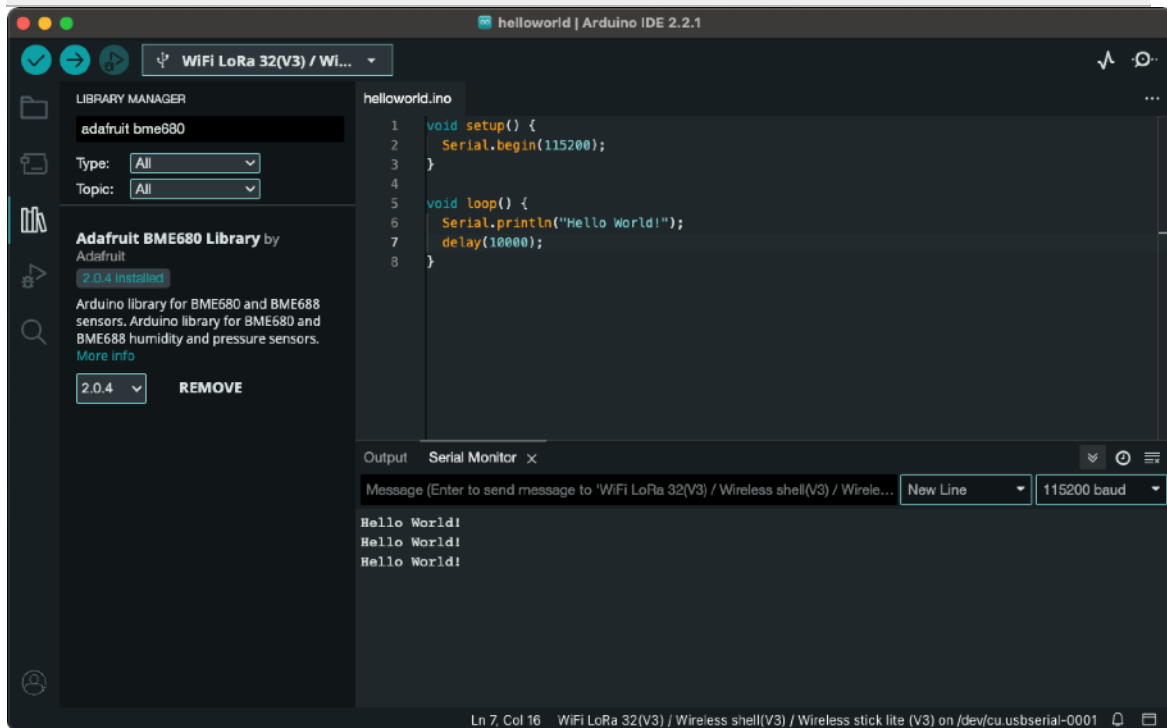 helloworld | Arduino IDE 2.2.1
WiFi LoRa 32(V3) / Wi...
LIBRARY MANAGER
adafruit bme680
Type: All
Topic: All
Adafruit BME680 Library by
Adafruit
2.0.4 installed
Arduino library for BME680 and BME688
sensors. Arduino library for BME680 and
BME688 humidity and pressure sensors.
More info
2.0.4 REMOVE
helloworld.ino
1 void setup() {
2 Serial.begin(115200);
3 }
4
5 void loop() {
6 Serial.println("Hello World!");
7 delay(10000);
8 }
Output Serial Monitor
Message (Enter to send message to 'WiFi LoRa 32(V3) / Wireless shell(V3) / Wirele... New Line 115200 baud
Hello World!
Hello World!
Hello World!
Ln 7, Col 16 WiFi LoRa 32(V3) / Wireless shell(V3) / Wireless stick lite (V3) on /dev/cu.usbserial-0001